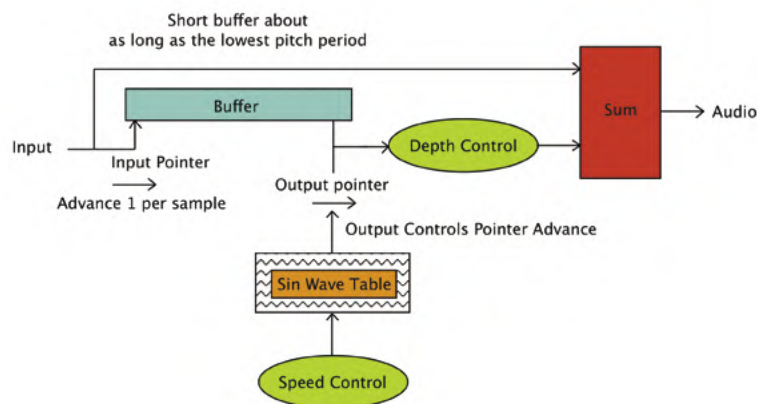 Short buffer about
as long as the lowest pitch period
Buffer
Sum
Audio
Input
Input Pointer
Depth Control
Advance 1 per sample
Output pointer
Output Controls Pointer Advance
Sin Wave Table
Speed Control